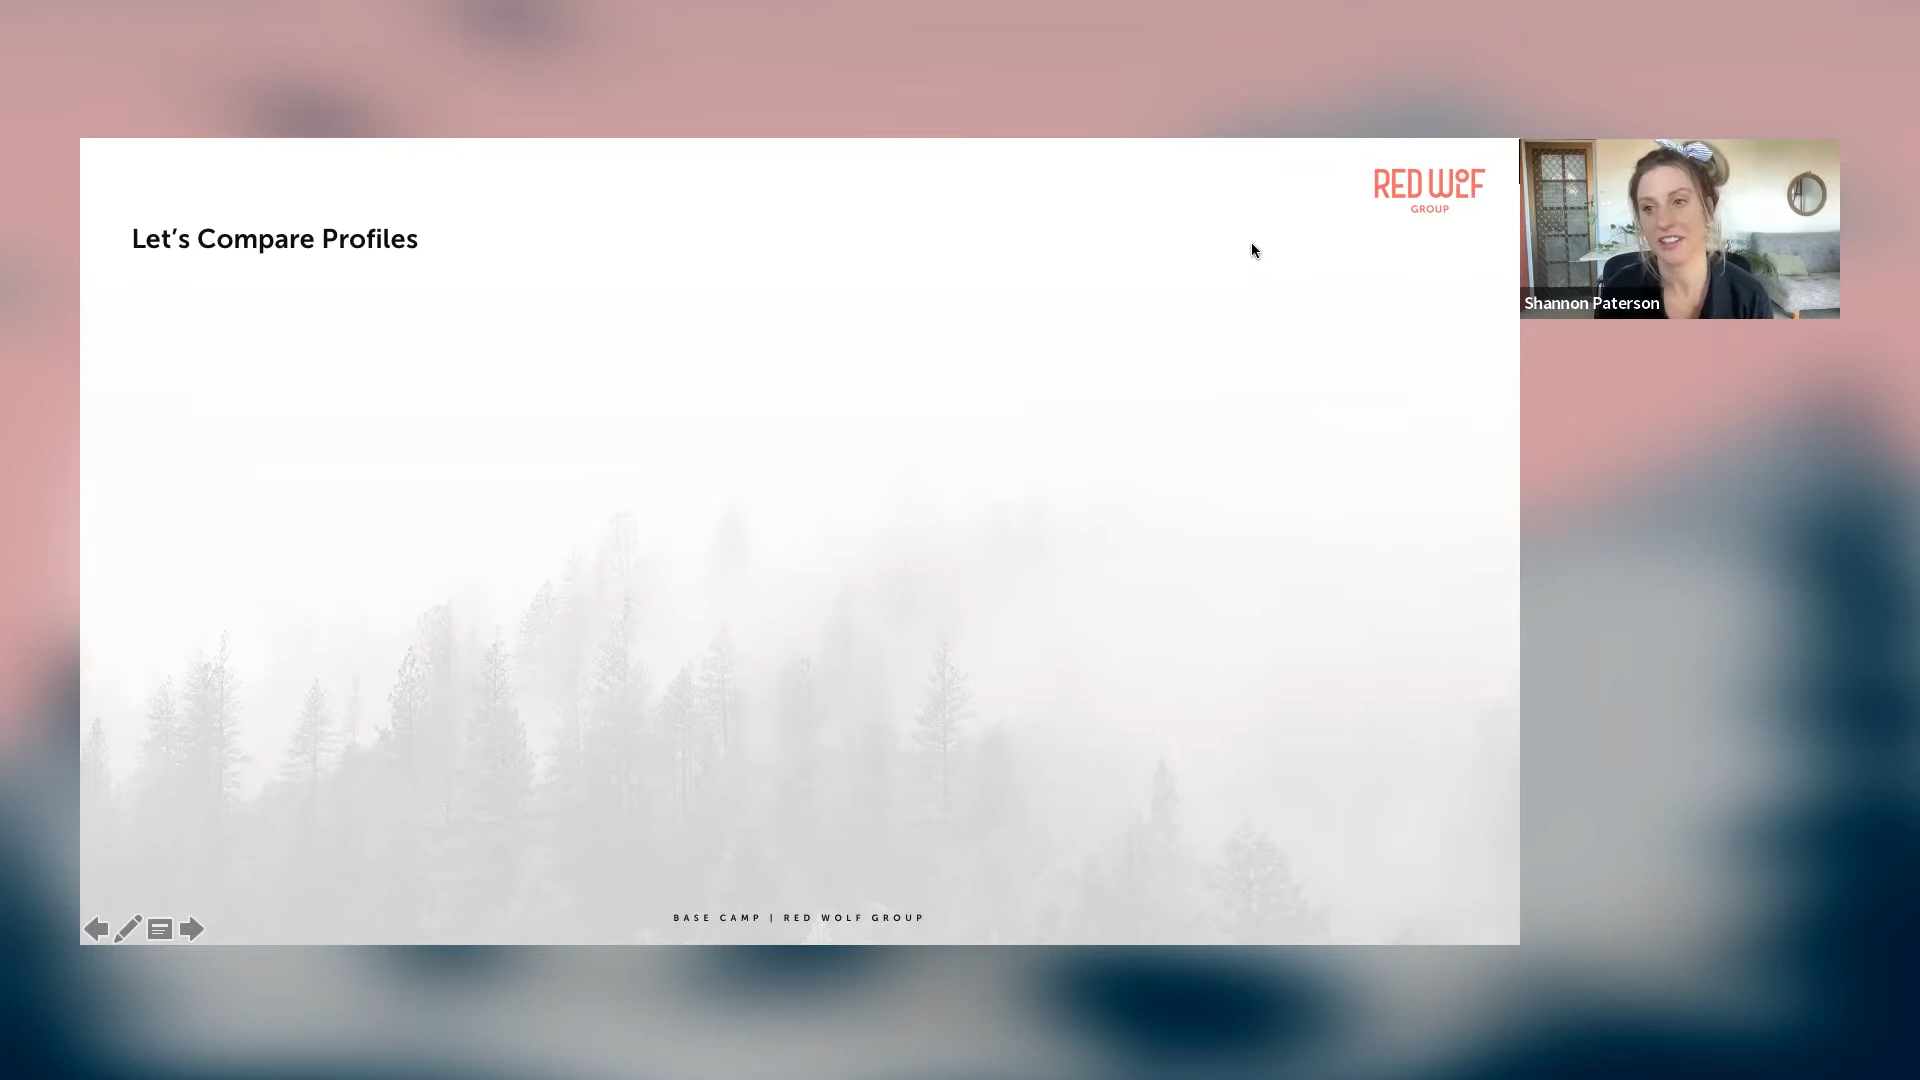 RED WOLF
GROUP
Let's Compare Profiles
Shannon Paterson
BASE CAMP | RED WOLF GROUP